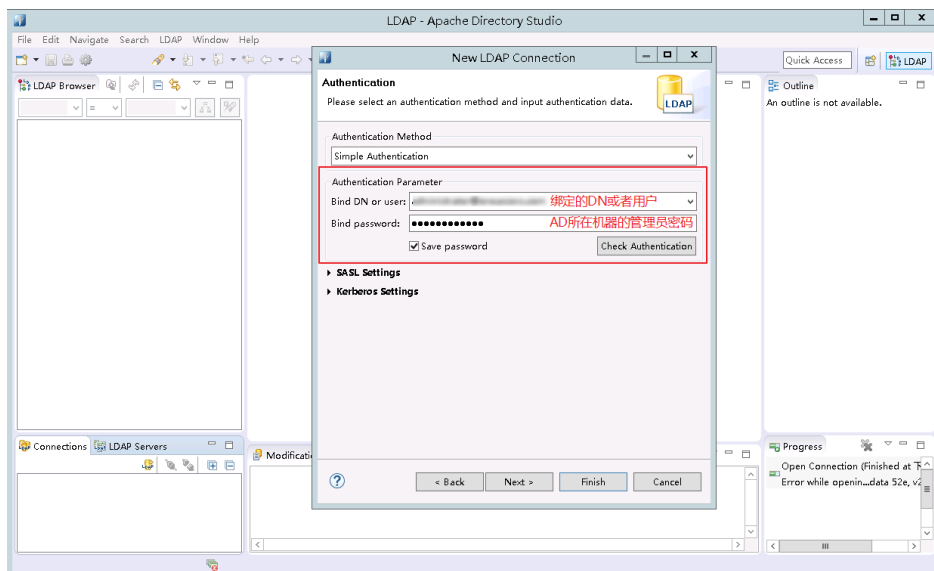 LDAP - Apache Directory Studio
File Edit Navigate Search LDAP Window Help
Quick Access
LDAP
LDAP Browser
=
New LDAP Connection
Authentication
Please select an authentication method and input authentication data.
LDAP
Authentication Method
Simple Authentication
Authentication Parameter
Bind DN or user: 绑定的DN或者用户
Bind password: ●●●●●●●●●●●● AD所在机器的管理员密码
Save password
Check Authentication
SASL Settings
Kerberos Settings
? < Back Next > Finish Cancel
Outline
An outline is not available.
Connections LDAP Servers
Modificati
Progress
Open Connection (Finished at
Error while openin...data 52e, v2